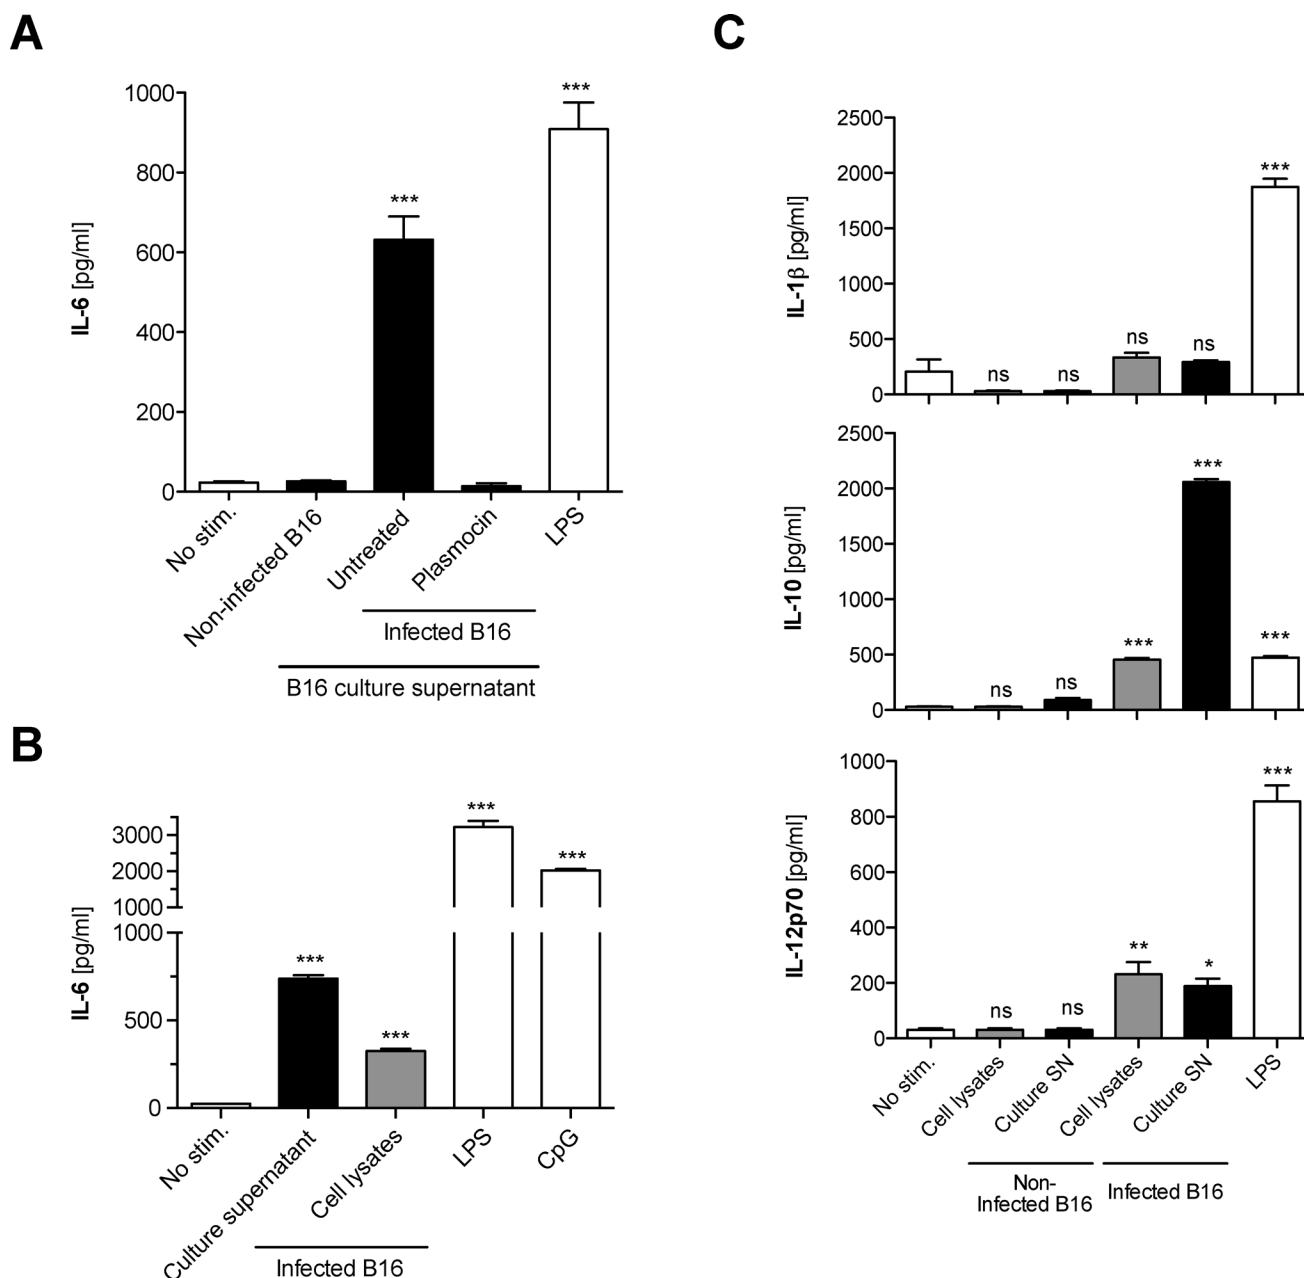 A
1000
800
600
400
200
0
IL-6 [pg/ml]
***
***
No stim.
Non-infected B16
Untreated
Plasmocin
LPS
Infected B16
B16 culture supernatant
B
3000
2000
1000
1000
500
0
IL-6 [pg/ml]
***
***
***
***
No stim.
Culture supernatant
Cell lysates
LPS
CpG
Infected B16
C
2500
2000
1500
1000
500
0
IL-1β [pg/ml]
ns
ns
ns
ns
***
2500
2000
1500
1000
500
0
IL-10 [pg/ml]
ns
ns
***
***
***
1000
800
600
400
200
0
IL-12p70 [pg/ml]
ns
ns
**
*
***
No stim.
Cell lysates
Culture SN
Cell lysates
Culture SN
LPS
Non-
Infected B16
Infected B16